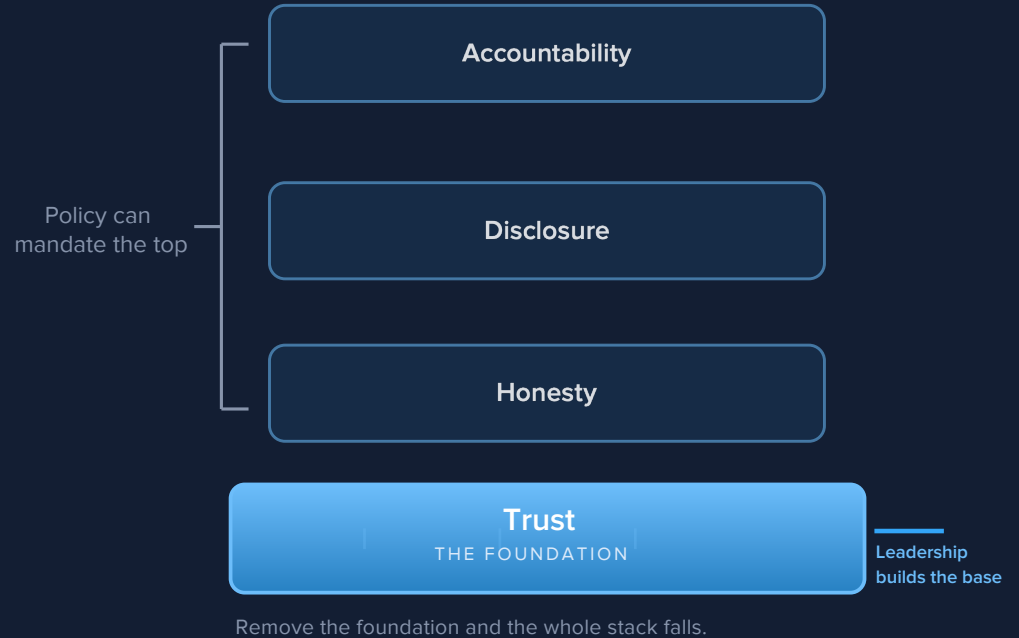 Accountability
Policy can
mandate the top
Disclosure
Honesty
Trust
THE FOUNDATION
Leadership
builds the base
Remove the foundation and the whole stack falls.